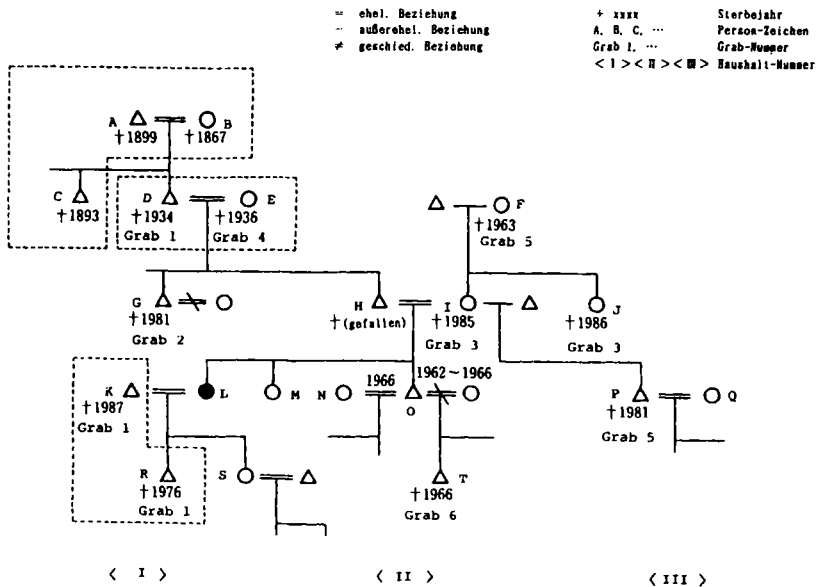 = ehel. Beziehung
- außerehel. Beziehung
≠ geschied. Beziehung
+ xxxx Sterbejahr
A, B, C, ... Person-Zeichen
Grab 1, ... Grab-Nummer
< I > < II > < III > Haushalt-Nummer
A B
†1899 †1867
C D E
†1893 †1934 †1936
Grab 1 Grab 4
F
†1963
Grab 5
G H I J
†1981 †(gefallen) †1985 †1986
Grab 2 Grab 3 Grab 3
K L M N 1966 O 1962~1966 P Q
†1987 †1981
Grab 1 Grab 5
R S T
†1976 †1966
Grab 1 Grab 6
< I > < II > < III >